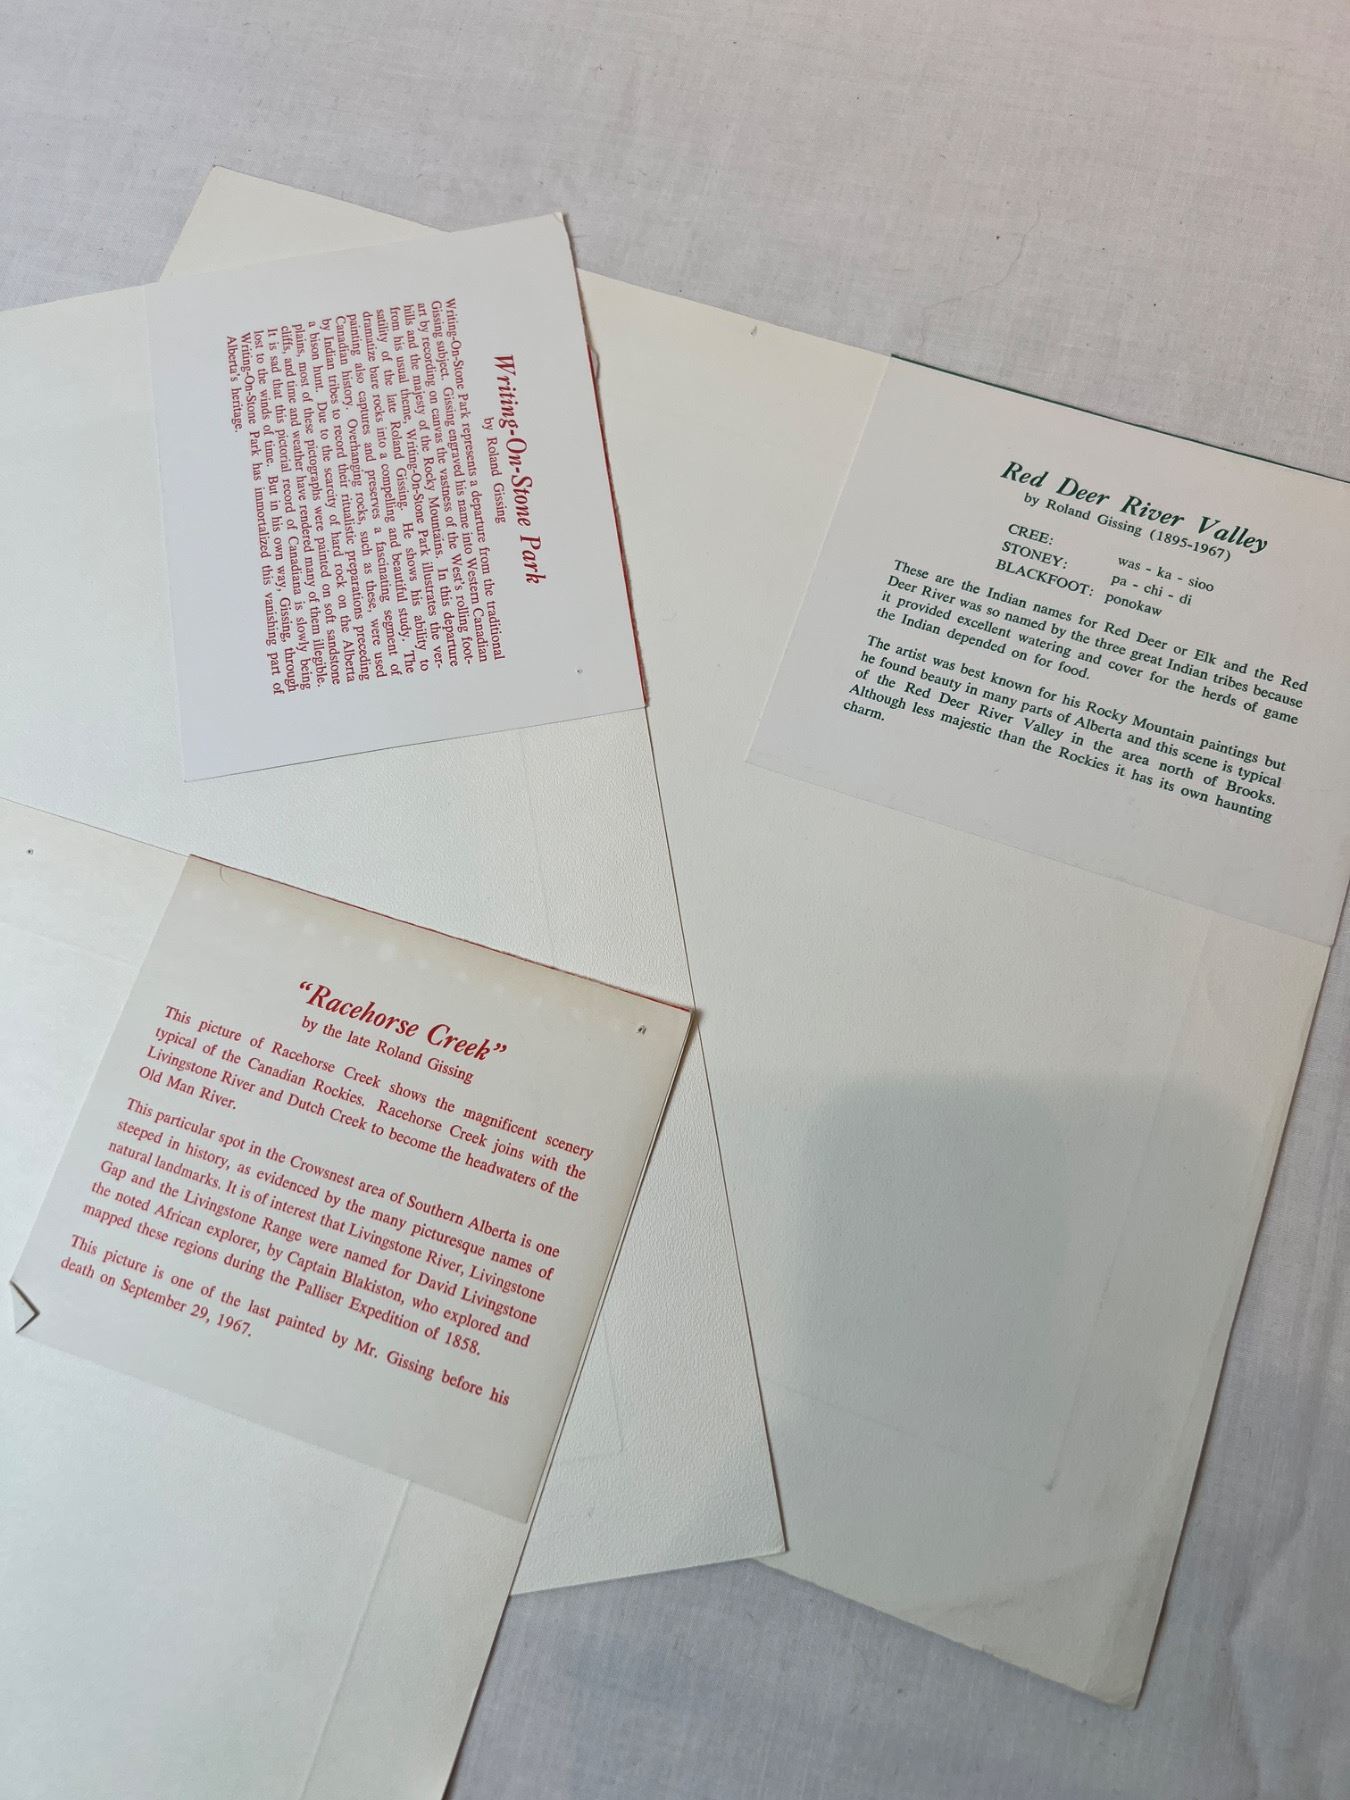 Writing-On-Stone Park
by Roland Gissing
Writing-On-Stone Park represents a departure from the traditional
Gissing subject. Gissing engraved his name into Western Canadian
art by recording on canvas the vastness of the West's rolling foot-
hills and the majesty of the Rocky Mountains. In this departure
from his usual theme, Writing-On-Stone Park illustrates the ver-
satility of the late Roland Gissing. He shows his ability to
dramatize bare rocks into a compelling and beautiful study. The
painting also captures and preserves a fascinating segment of
Canadian history. Overhanging rocks, such as these, were used
by Indian tribes to record their ritualistic preparations preceding
a bison hunt. Due to the scarcity of hard rock on the Alberta
plains, most of these pictographs were painted on soft sandstone
cliffs, and time and weather have rendered many of them illegible.
It is sad that this pictorial record of Canadiana is slowly being
lost to the winds of time. But in his own way, Gissing, through
Writing-On-Stone Park has immortalized this vanishing part of
Alberta's heritage.
Red Deer River Valley
by Roland Gissing (1895-1967)
CREE: was - ka - sioo
STONEY: pa - chi - di
BLACKFOOT: ponokaw
These are the Indian names for Red Deer or Elk and the Red
Deer River was so named by the three great Indian tribes because
it provided excellent watering and cover for the herds of game
the Indian depended on for food.
The artist was best known for his Rocky Mountain paintings but
he found beauty in many parts of Alberta and this scene is typical
of the Red Deer River Valley in the area north of Brooks.
Although less majestic than the Rockies it has its own haunting
charm.
“Racehorse Creek”
by the late Roland Gissing
This picture of Racehorse Creek shows the magnificent scenery
typical of the Canadian Rockies. Racehorse Creek joins with the
Livingstone River and Dutch Creek to become the headwaters of the
Old Man River.
This particular spot in the Crowsnest area of Southern Alberta is one
steeped in history, as evidenced by the many picturesque names of
natural landmarks. It is of interest that Livingstone River, Livingstone
Gap and the Livingstone Range were named for David Livingstone
the noted African explorer, by Captain Blakiston, who explored and
mapped these regions during the Palliser Expedition of 1858.
This picture is one of the last painted by Mr. Gissing before his
death on September 29, 1967.